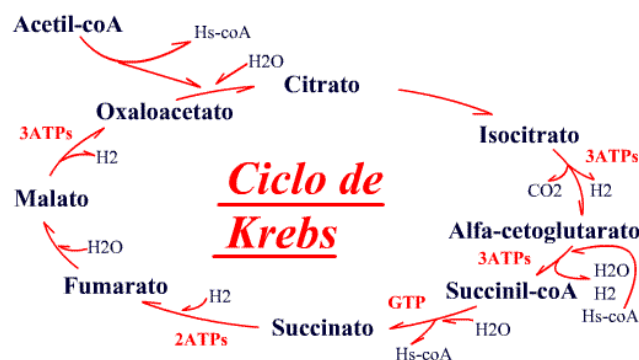 Acetil-coA
Hs-coA
H2O
Citrato
Oxaloacetato
3ATPs
H2
Isocitrato
3ATPs
CO2
H2
Ciclo de
Krebs
Malato
Alfa-cetoglutarato
H2O
3ATPs
H2O
Fumarato
Succinil-coA
H2
H2
GTP
Hs-coA
2ATPs
Succinato
H2O
Hs-coA